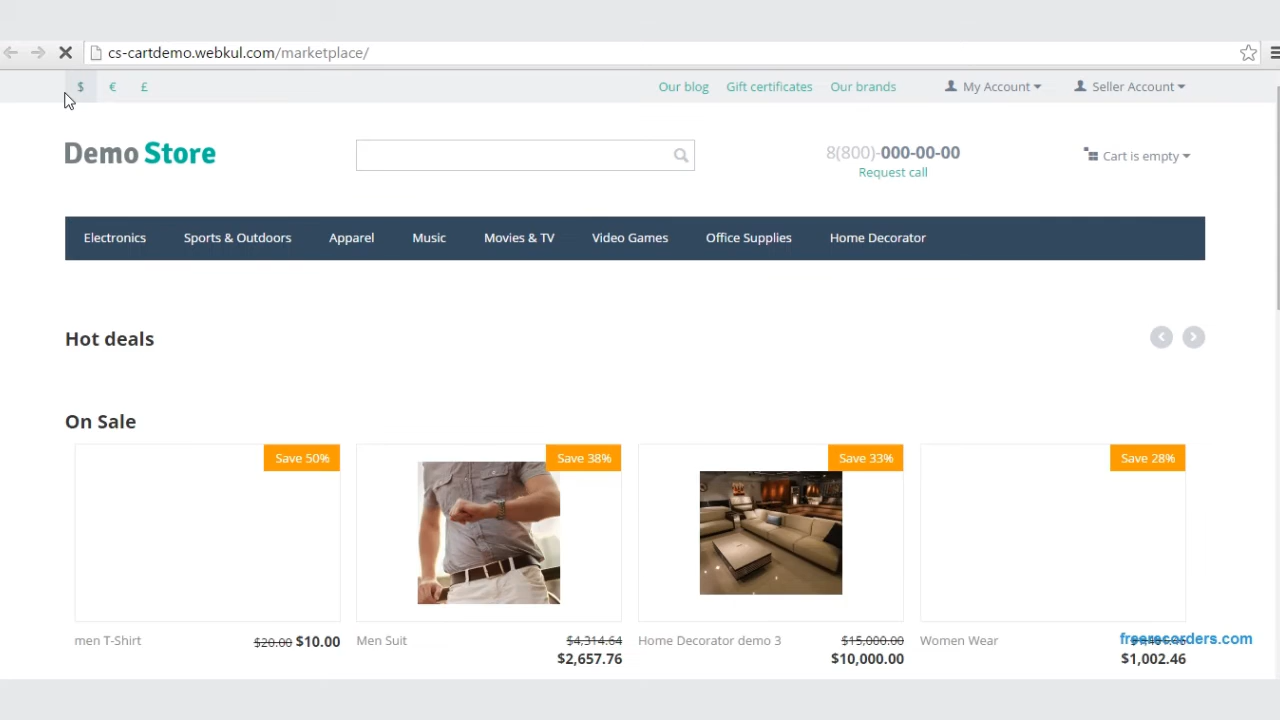 cs-cartdemo.webkul.com/marketplace/
$ € £ Our blog Gift certificates Our brands My Account Seller Account
Demo Store
8(800)-000-00-00
Request call
Cart is empty
Electronics Sports & Outdoors Apparel Music Movies & TV Video Games Office Supplies Home Decorator
Hot deals
On Sale
Save 50% Save 38% Save 33% Save 28%
men T-Shirt $20.00 $10.00
Men Suit $4,314.64
$2,657.76
Home Decorator demo 3 $15,000.00
$10,000.00
Women Wear
$1,002.46
freerecorders.com